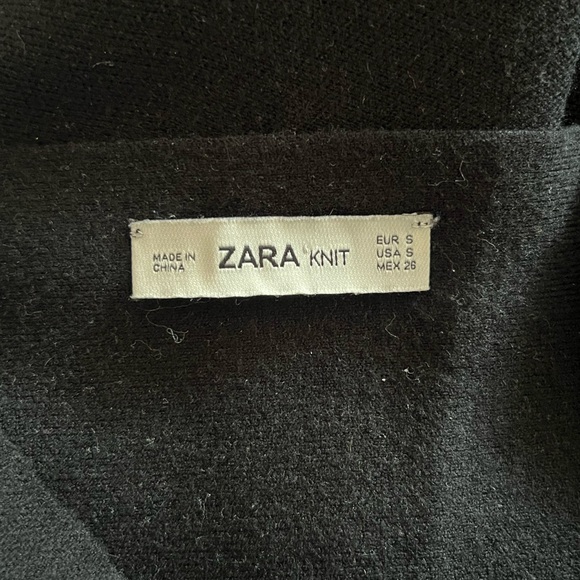 MADE IN
CHINA
ZARA KNIT
EUR S
USA S
MEX 26